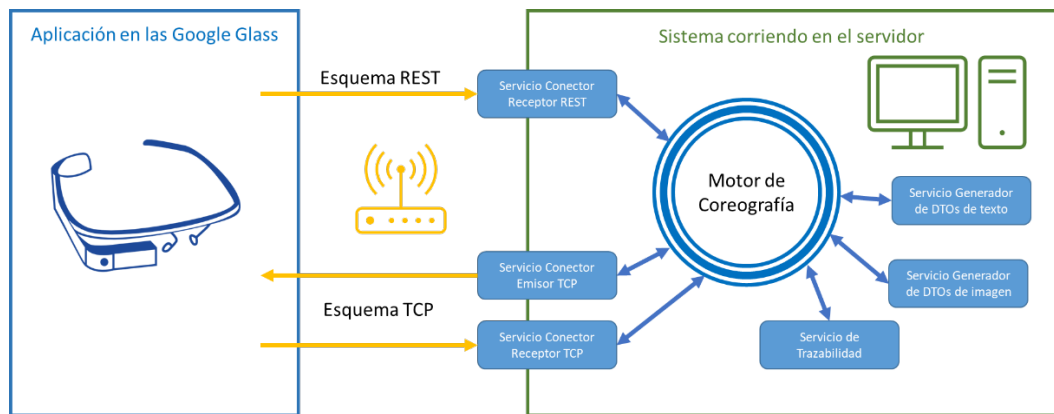 Aplicación en las Google Glass
Sistema corriendo en el servidor
Esquema REST
Servicio Conector
Receptor REST
Motor de
Coreografía
Servicio Generador
de DTOs de texto
Servicio Conector
Emisor TCP
Servicio Generador
de DTOs de imagen
Esquema TCP
Servicio Conector
Receptor TCP
Servicio de
Trazabilidad